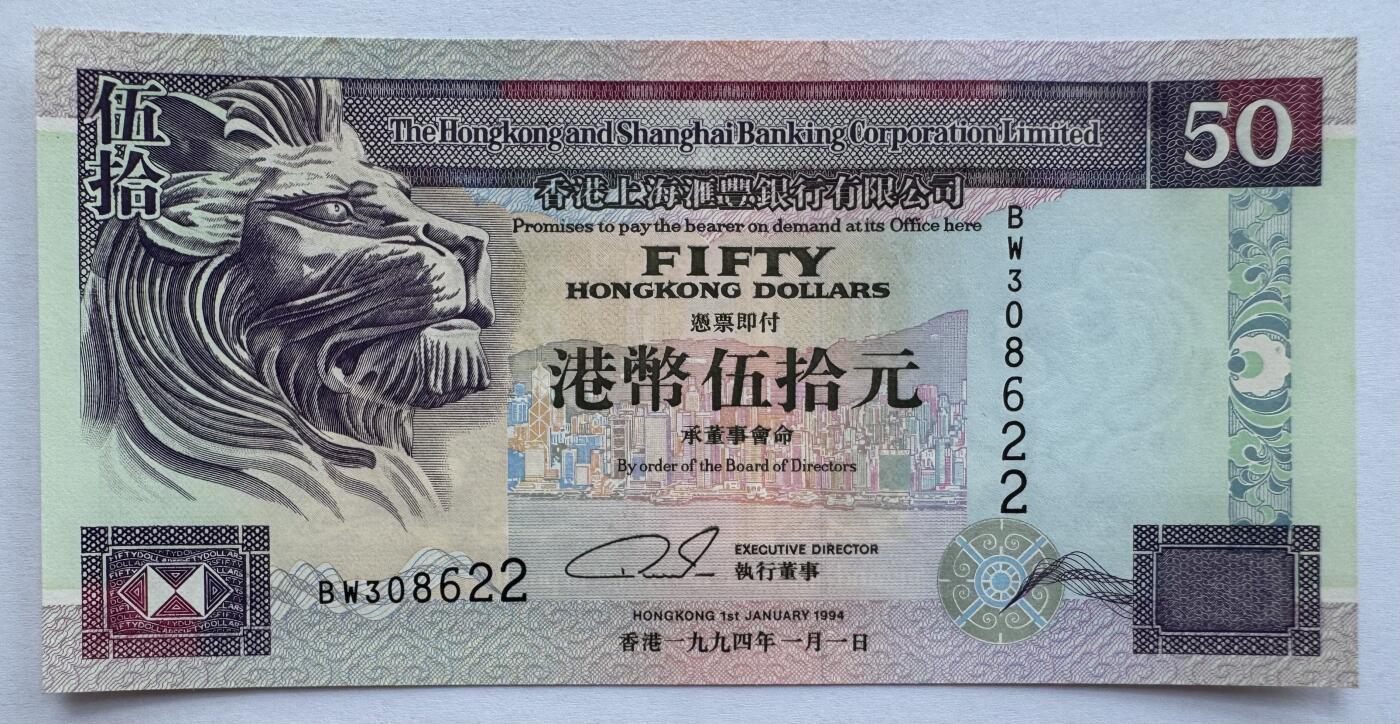 伍拾
The Hongkong and Shanghai Banking Corporation Limited
50
香港上海滙豐銀行有限公司
Promises to pay the bearer on demand at its Office here
FIFTY
HONGKONG DOLLARS
憑票即付
港幣伍拾元
承董事會命
By order of the Board of Directors
BW308622
BW308622
EXECUTIVE DIRECTOR
執行董事
HONGKONG 1st JANUARY 1994
香港一九九四年一月一日